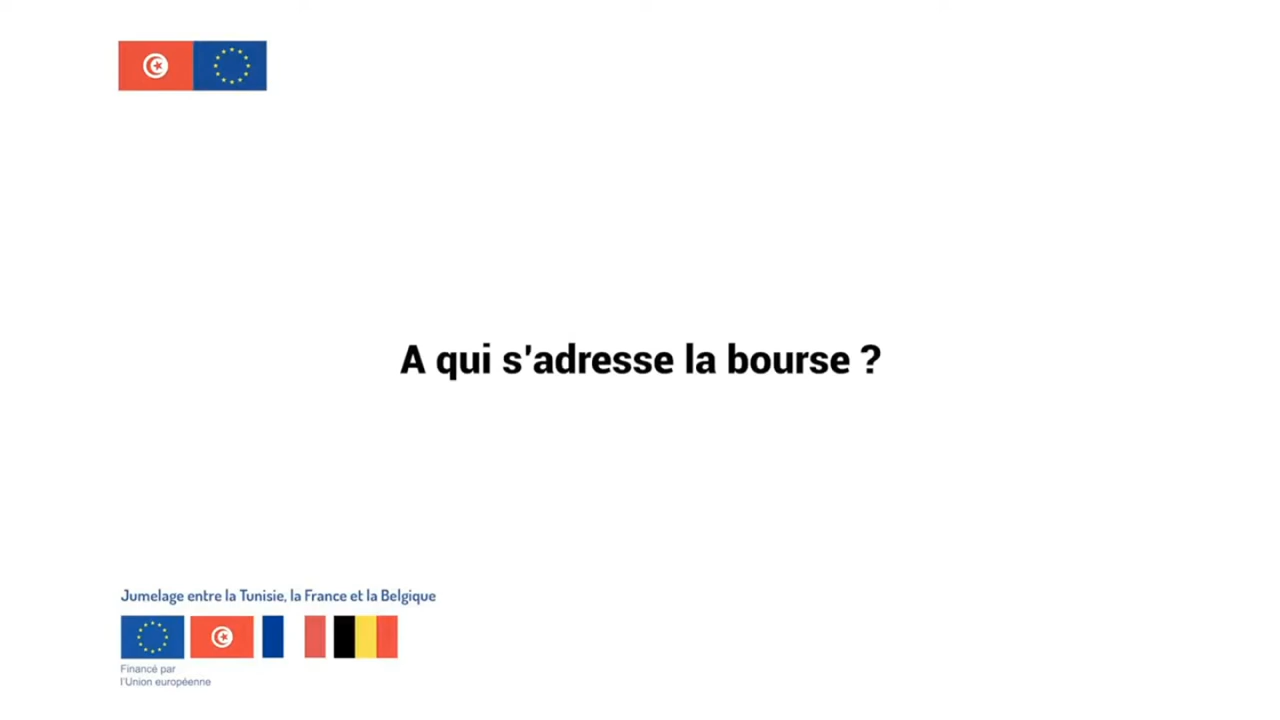 A qui s'adresse la bourse ?
Jumelage entre la Tunisie, la France et la Belgique
Financé par
l'Union européenne